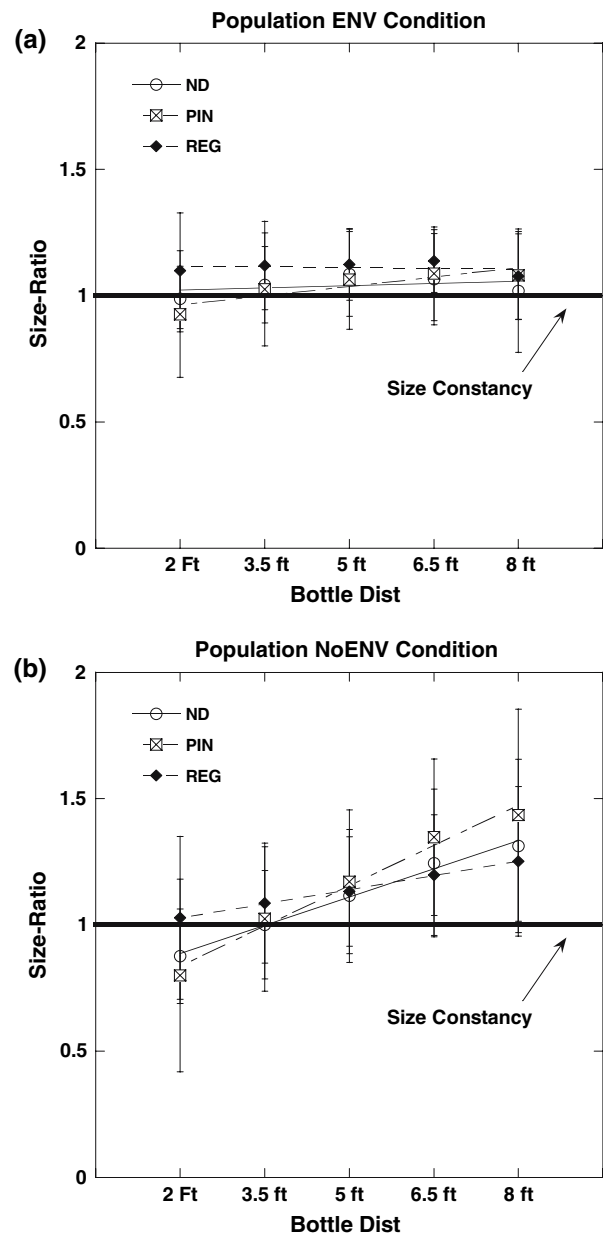 (a)
Population ENV Condition
2
ND
PIN
REG
1.5
Size-Ratio
1
Size Constancy
0.5
0
2 Ft 3.5 ft 5 ft 6.5 ft 8 ft
Bottle Dist
(b)
Population NoENV Condition
2
ND
PIN
REG
1.5
Size-Ratio
1
Size Constancy
0.5
0
2 Ft 3.5 ft 5 ft 6.5 ft 8 ft
Bottle Dist